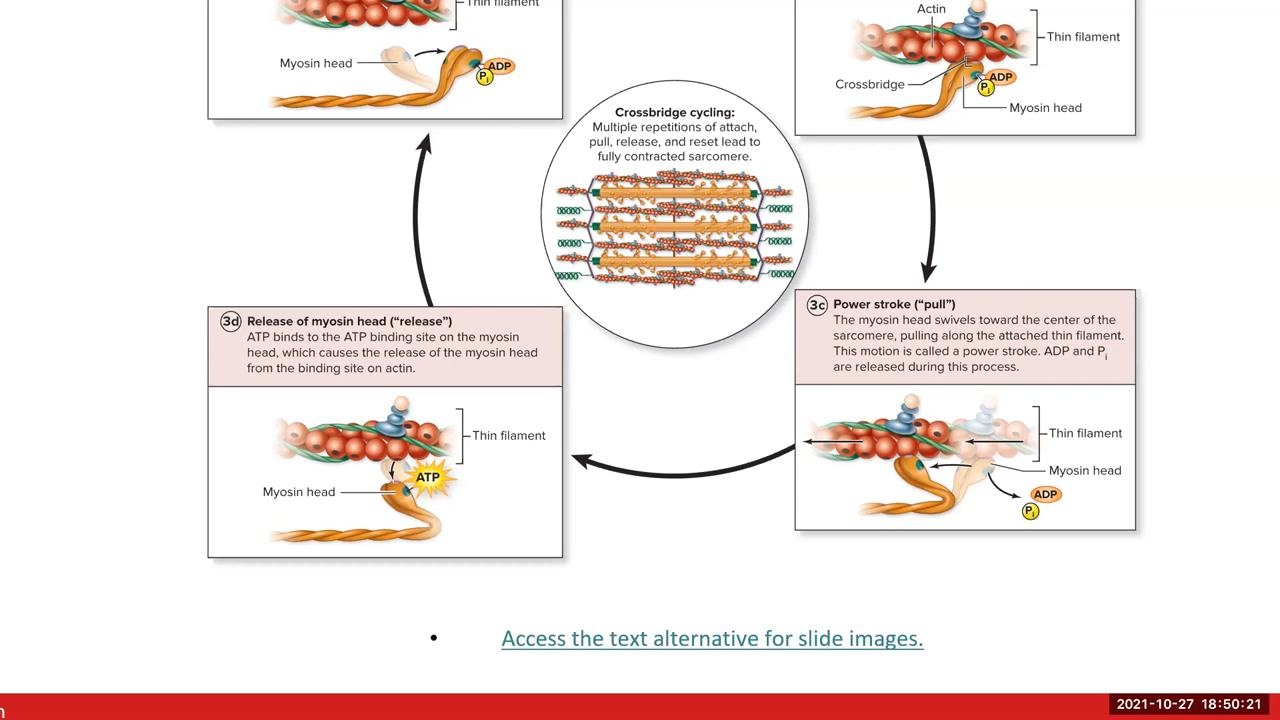 Thin filament
Myosin head
ADP
Pi
Actin
Thin filament
Crossbridge
ADP
Pi
Myosin head
Crossbridge cycling:
Multiple repetitions of attach,
pull, release, and reset lead to
fully contracted sarcomere.
3d Release of myosin head (“release”)
ATP binds to the ATP binding site on the myosin
head, which causes the release of the myosin head
from the binding site on actin.
Thin filament
ATP
Myosin head
3c Power stroke (“pull”)
The myosin head swivels toward the center of the
sarcomere, pulling along the attached thin filament.
This motion is called a power stroke. ADP and Pi
are released during this process.
Thin filament
Myosin head
ADP
Pi
• Access the text alternative for slide images.
2021-10-27 18:50:21